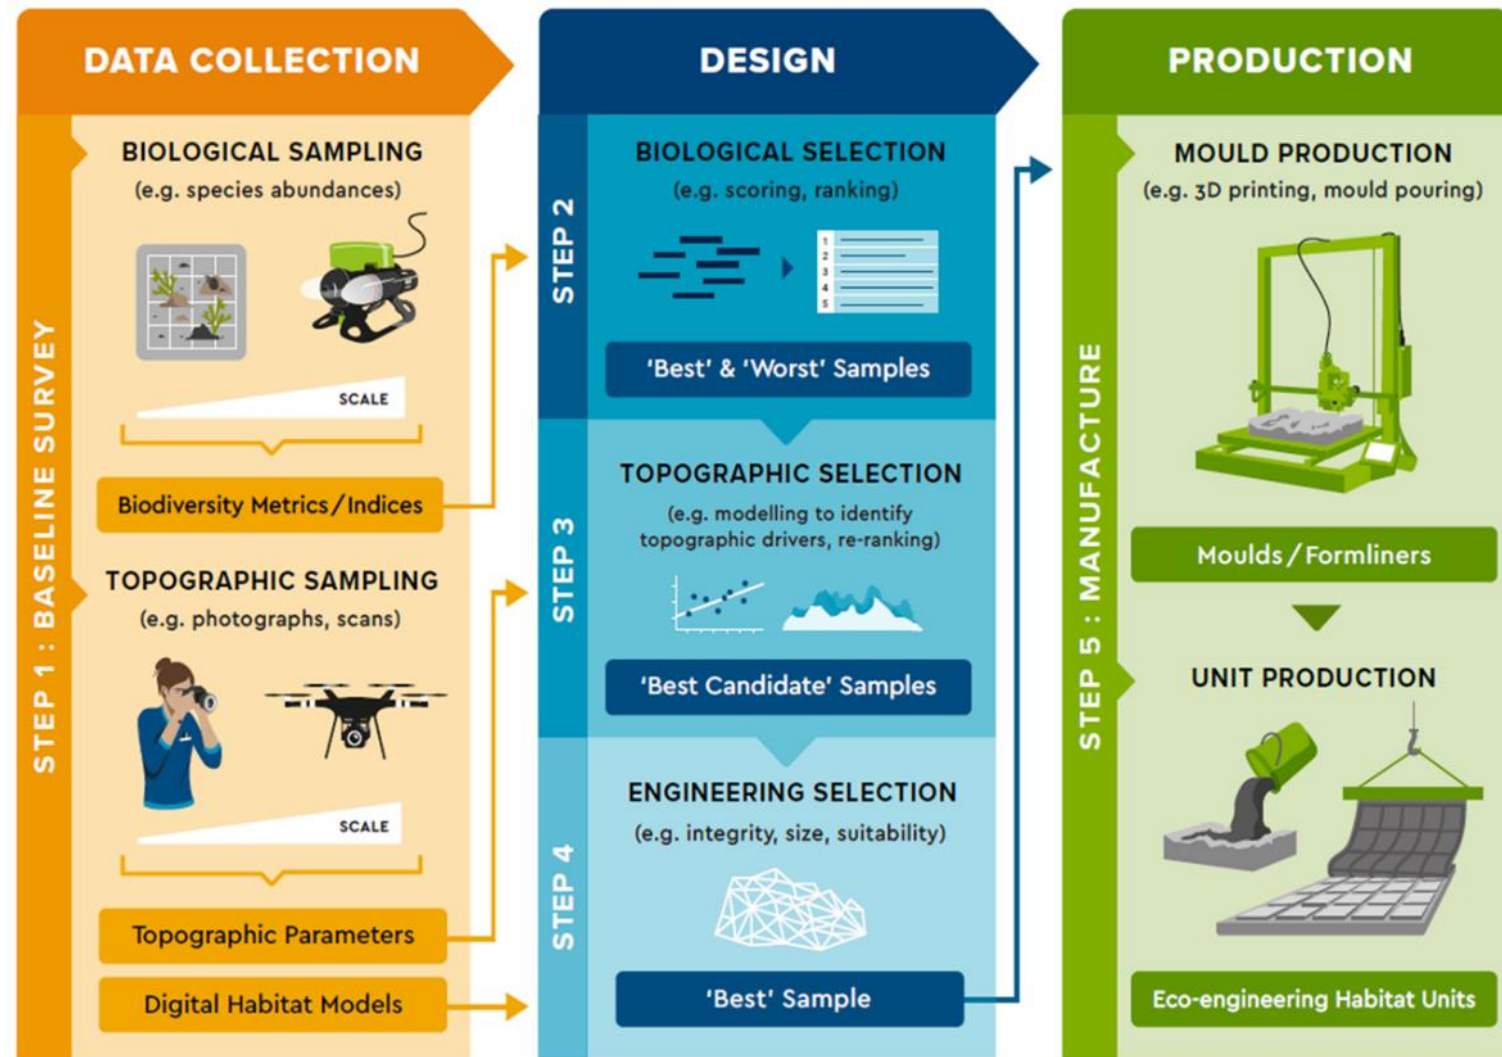 DATA COLLECTION
STEP 1 : BASELINE SURVEY
BIOLOGICAL SAMPLING
(e.g. species abundances)
SCALE
Biodiversity Metrics/Indices
TOPOGRAPHIC SAMPLING
(e.g. photographs, scans)
SCALE
Topographic Parameters
Digital Habitat Models
DESIGN
STEP 2
BIOLOGICAL SELECTION
(e.g. scoring, ranking)
1
2
3
4
5
'Best' & 'Worst' Samples
STEP 3
TOPOGRAPHIC SELECTION
(e.g. modelling to identify
topographic drivers, re-ranking)
'Best Candidate' Samples
STEP 4
ENGINEERING SELECTION
(e.g. integrity, size, suitability)
'Best' Sample
PRODUCTION
STEP 5 : MANUFACTURE
MOULD PRODUCTION
(e.g. 3D printing, mould pouring)
Moulds/Formliners
UNIT PRODUCTION
Eco-engineering Habitat Units